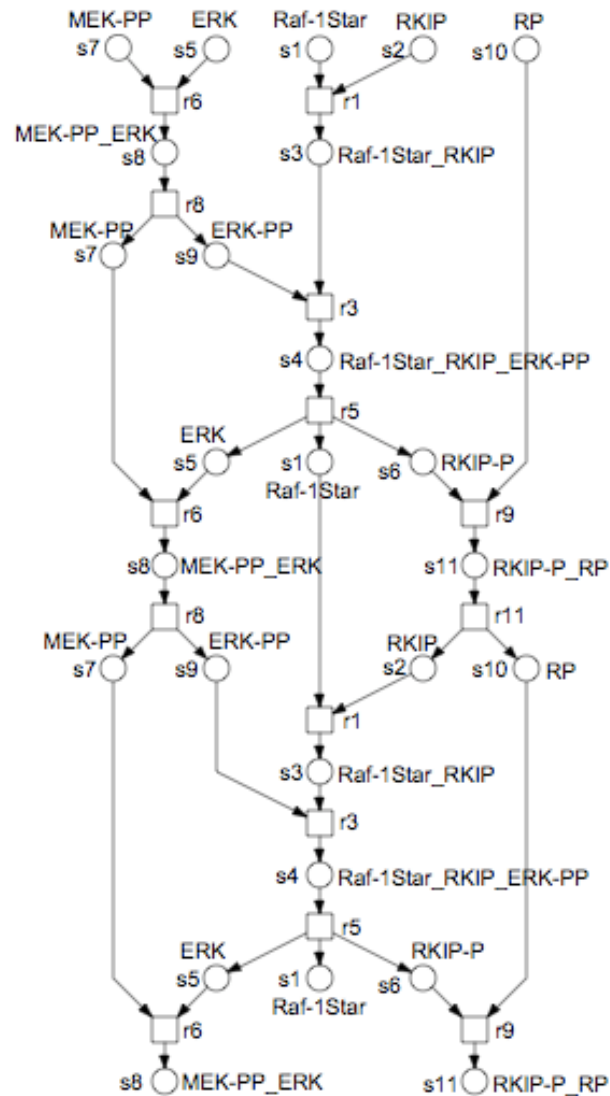 MEK-PP ERK Raf-1Star RKIP RP
s7 s5 s1 s2 s10
r6 r1
MEK-PP_ERK
s8 s3 Raf-1Star_RKIP
r8
MEK-PP ERK-PP
s7 s9
r3
s4 Raf-1Star_RKIP_ERK-PP
r5
ERK
s5 s1 s6 RKIP-P
Raf-1Star
r6 r9
s8 MEK-PP_ERK s11 RKIP-P_RP
r8 r11
MEK-PP ERK-PP RKIP
s7 s9 s2 s10 RP
r1
s3 Raf-1Star_RKIP
r3
s4 Raf-1Star_RKIP_ERK-PP
r5
ERK RKIP-P
s5 s1 s6
Raf-1Star
r6 r9
s8 MEK-PP_ERK s11 RKIP-P_RP